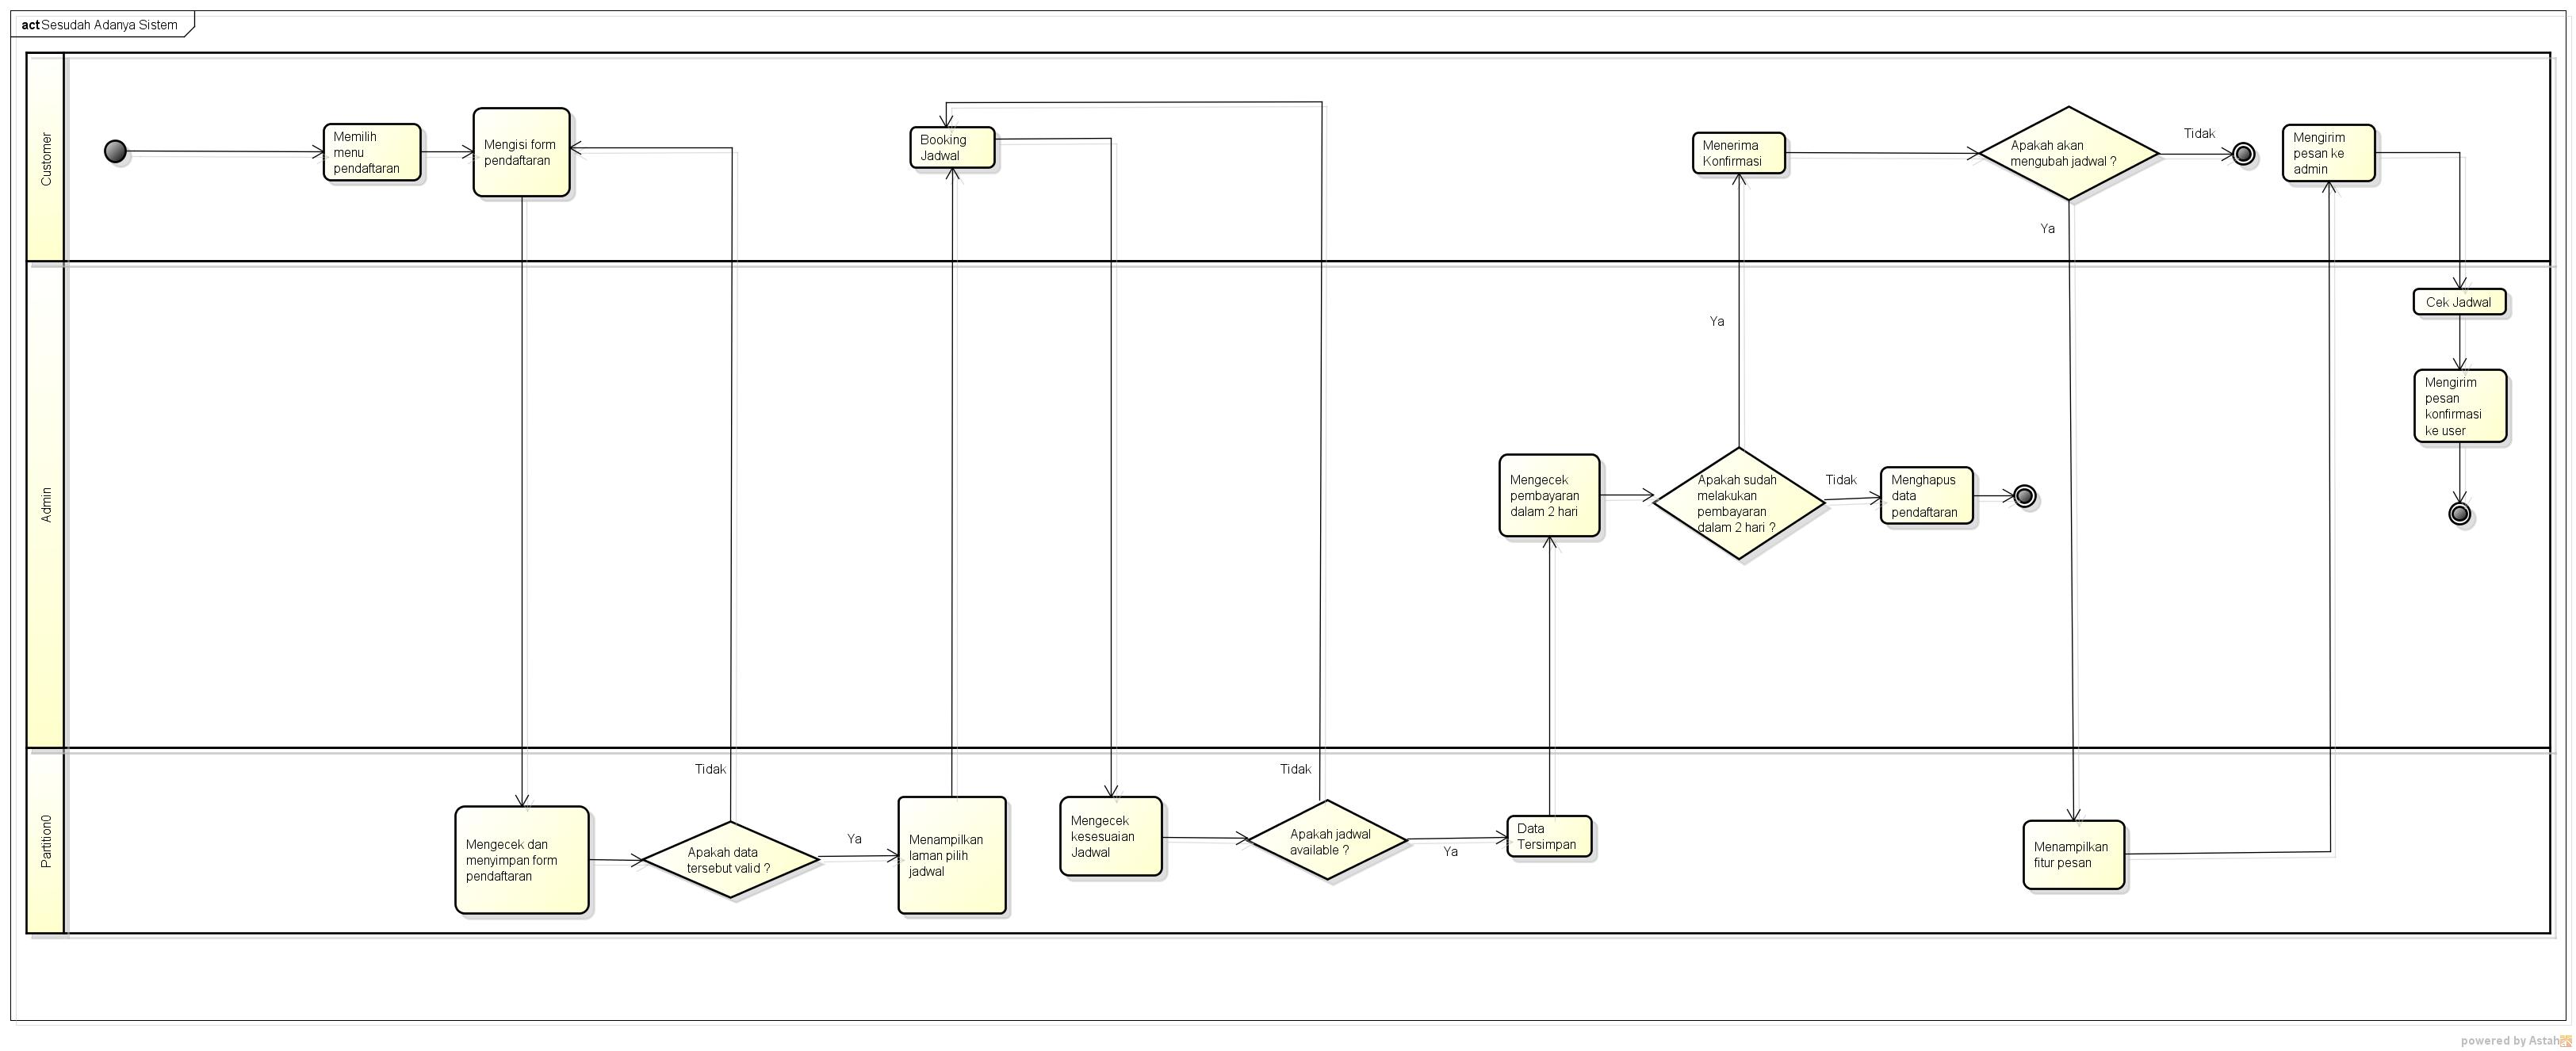 act Sesudah Adanya Sistem
Customer
Memilih
menu
pendaftaran
Mengisi form
pendaftaran
Booking
Jadwal
Menerima
Konfirmasi
Apakah akan
mengubah jadwal ?
Tidak
Ya
Mengirim
pesan ke
admin
Admin
Cek Jadwal
Mengirim
pesan
konfirmasi
ke user
Ya
Mengecek
pembayaran
dalam 2 hari
Apakah sudah
melakukan
pembayaran
dalam 2 hari ?
Tidak
Menghapus
data
pendaftaran
Partition0
Mengecek dan
menyimpan form
pendaftaran
Tidak
Apakah data
tersebut valid ?
Ya
Menampilkan
laman pilih
jadwal
Mengecek
kesesuaian
Jadwal
Tidak
Apakah jadwal
available ?
Ya
Data
Tersimpan
Menampilkan
fitur pesan
powered by Astah